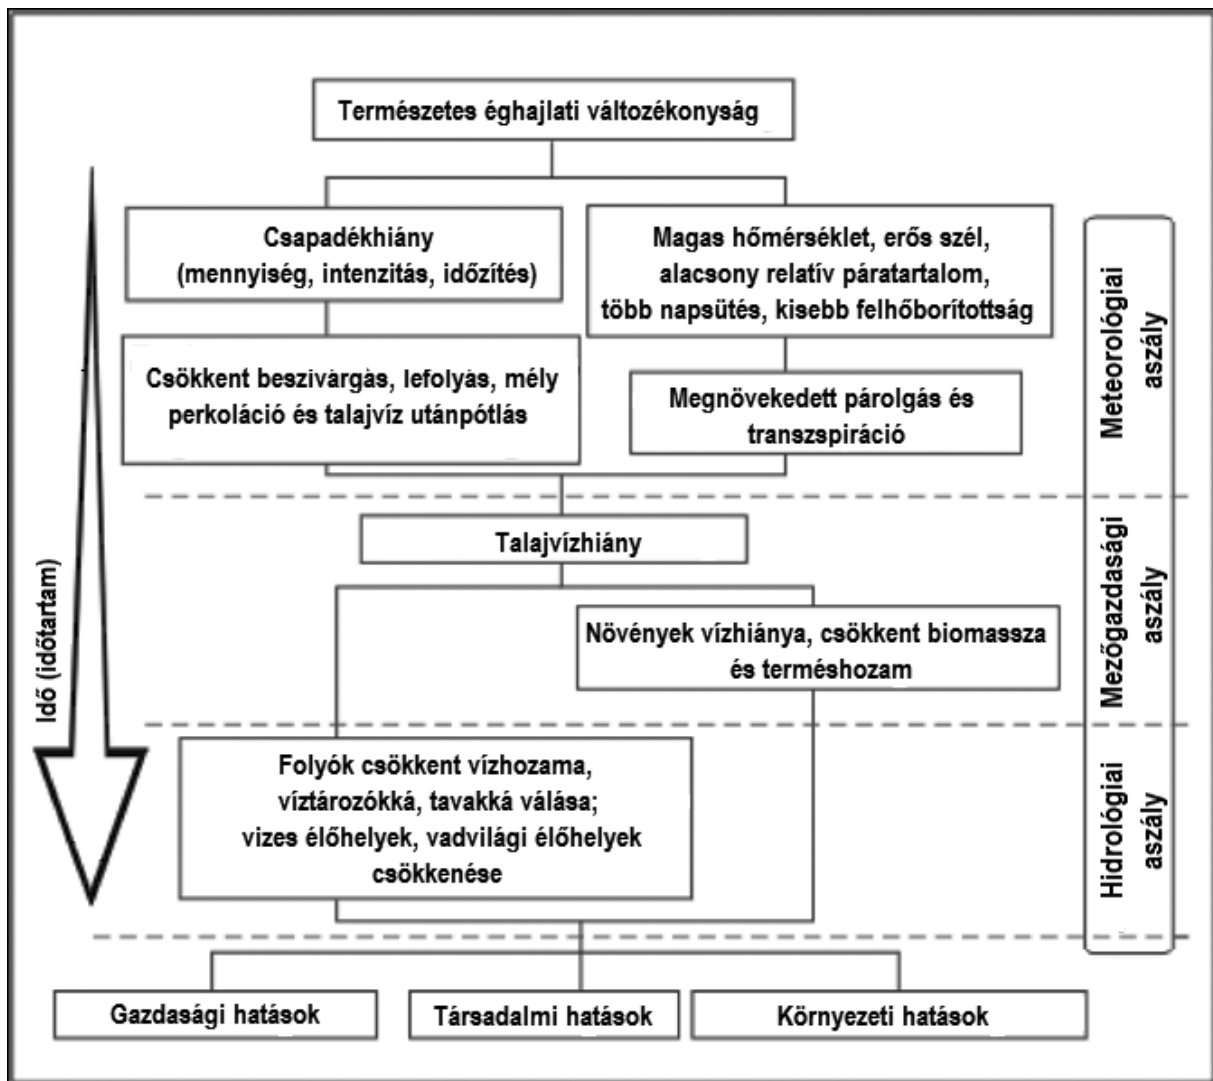 Természetes éghajlati változékonyság
Csapadékhiány
(mennyiség, intenzitás, időzítés)
Magas hőmérséklet, erős szél,
alacsony relatív páratartalom,
több napsütés, kisebb felhőborítottság
Csökkent beszivárgás, lefolyás, mély
perkoláció és talajvíz utánpótlás
Megnövekedett párolgás és
transzspiráció
Meteorológiai
aszály
Talajvízhiány
Növények vízhiánya, csökkent biomassza
és terméshozam
Mezőgazdasági
aszály
Idő (időtartam)
Folyók csökkent vízhozama,
víztározókká, tavakká válása;
vizes élőhelyek, vadvilági élőhelyek
csökkenése
Hidrológiai
aszály
Gazdasági hatások
Társadalmi hatások
Környezeti hatások